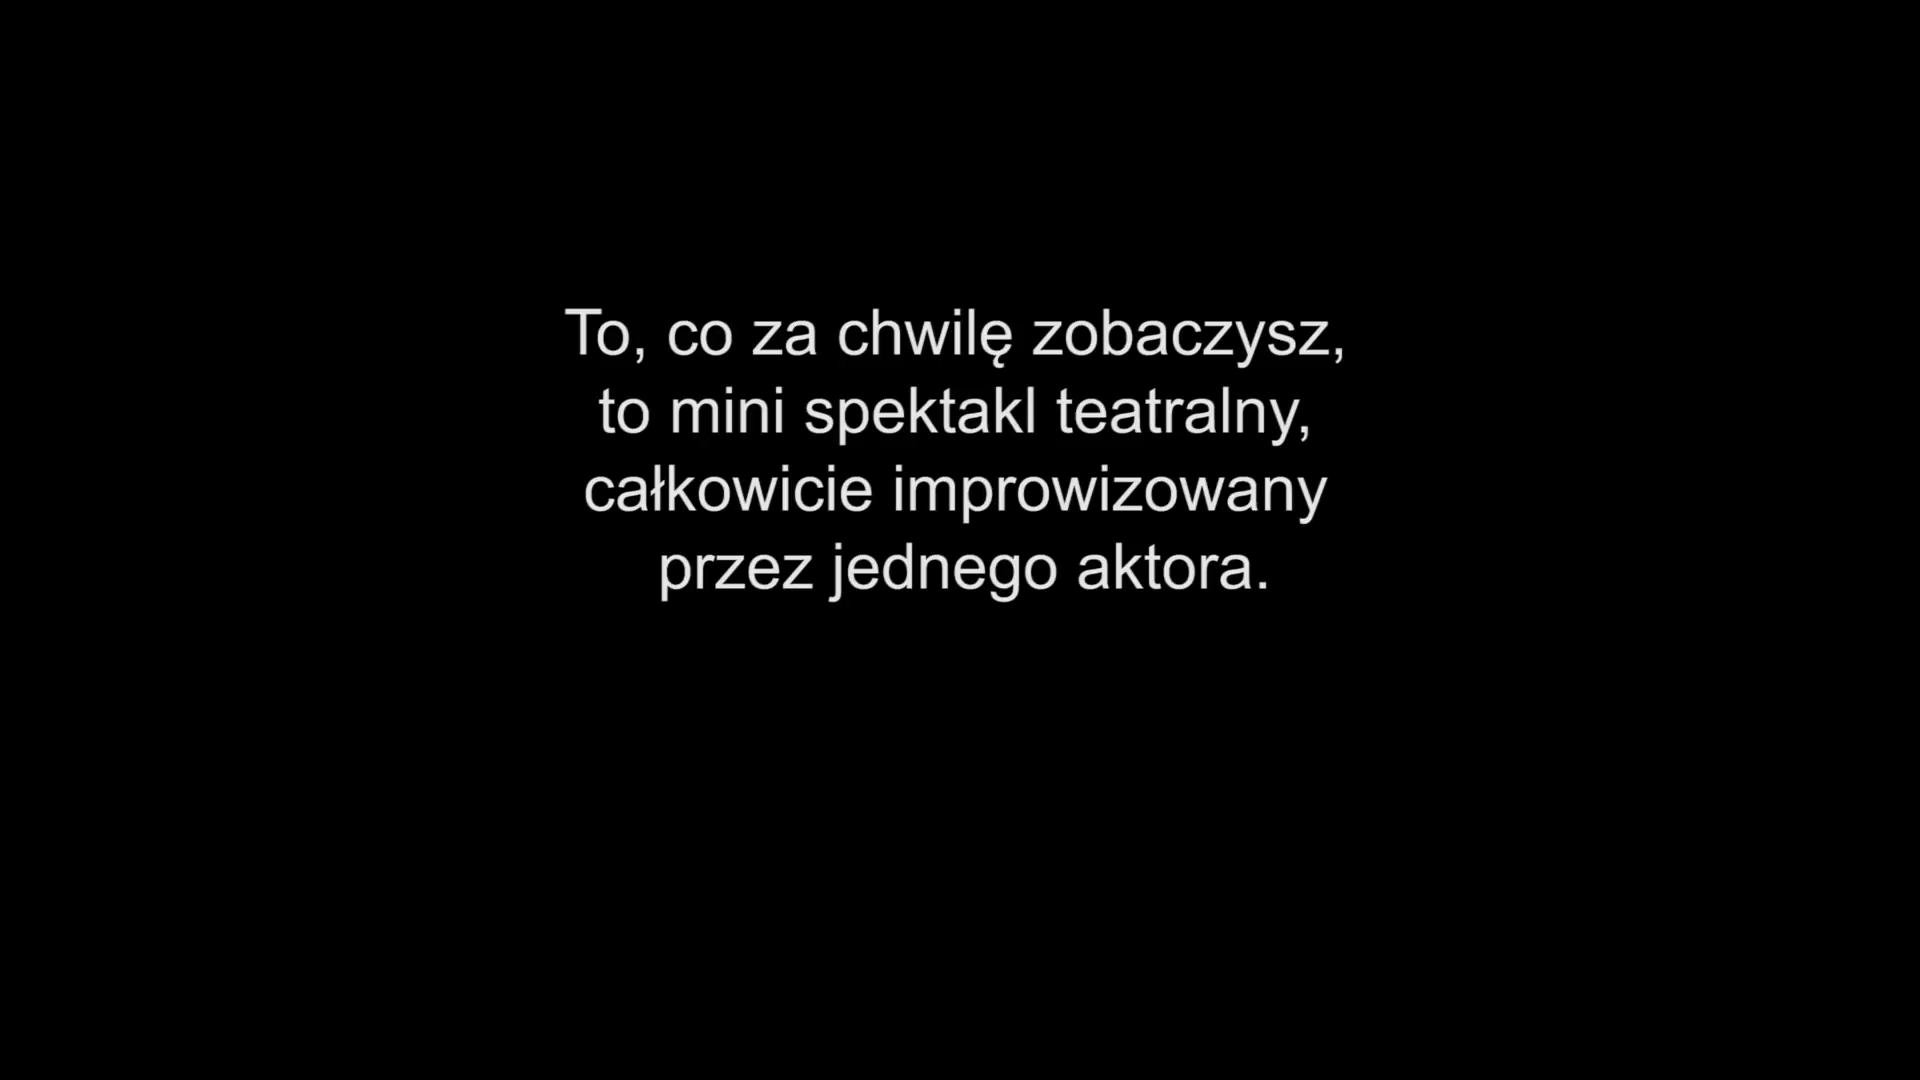 To, co za chwilę zobaczysz,
to mini spektakl teatralny,
całkowicie improwizowany
przez jednego aktora.